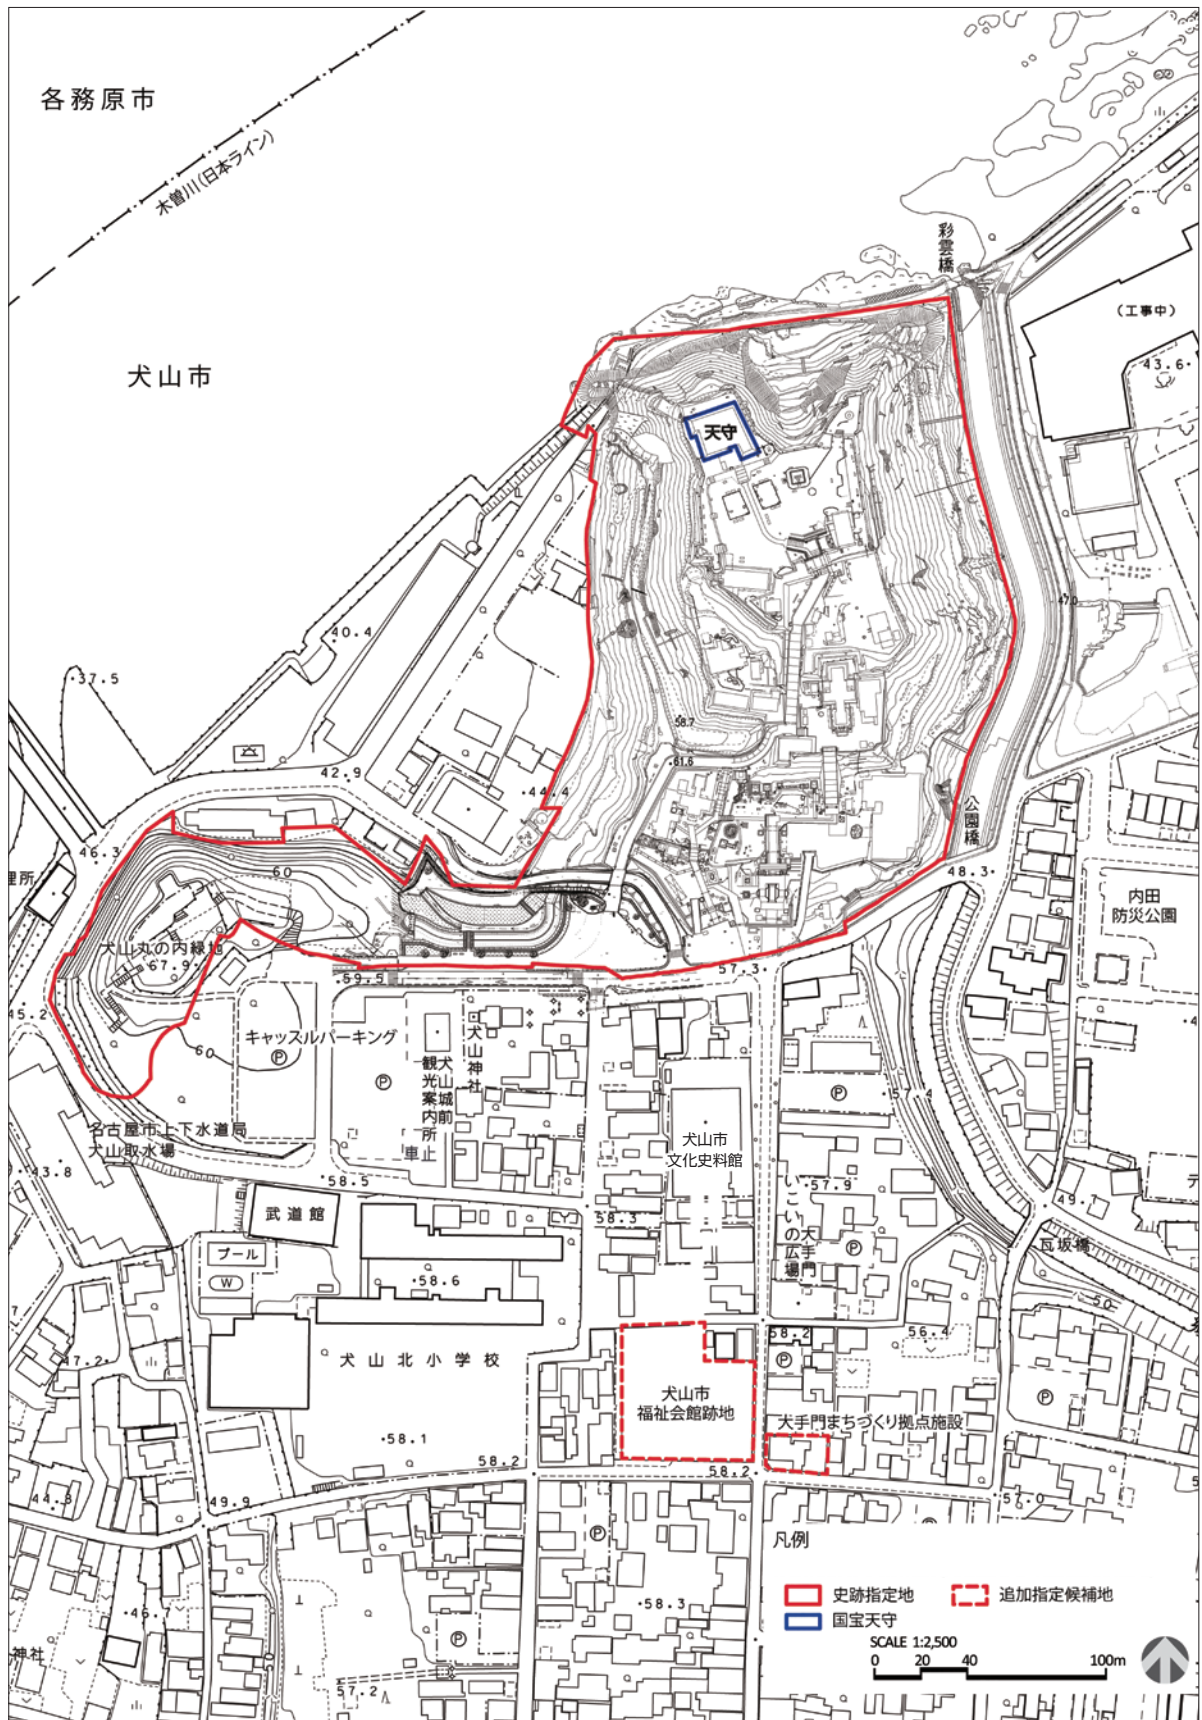 各務原市
木曽川(日本ライン)
彩雲橋
(工事中)
犬山市
43.6
天守
40.4
47.0
37.5
58.7
61.6
42.9
44.4
公園橋
46.3
60
48.3
内田
防災公園
犬山丸の内緑地
67.9
57.3
59.5
45.2
キャッスルパーキング
P
60
犬山神社
犬山城前
観光案内所
P
車止
P
57.4
名古屋市上下水道局
犬山取水場
犬山市
文化史料館
43.8
58.5
57.9
大手門
いこいの広場
49.1
武道館
58.3
瓦坂橋
プール
P
W
58.6
50
58.2
56.4
47.2
犬山北小学校
P
P
犬山市
福祉会館跡地
大手門まちづくり拠点施設
58.1
58.2
58.2
44.3
49.9
57.0
P
凡例
史跡指定地
追加指定候補地
国宝天守
46.7
58.3
神社
P
SCALE 1:2,500
0 20 40 100m
57.2